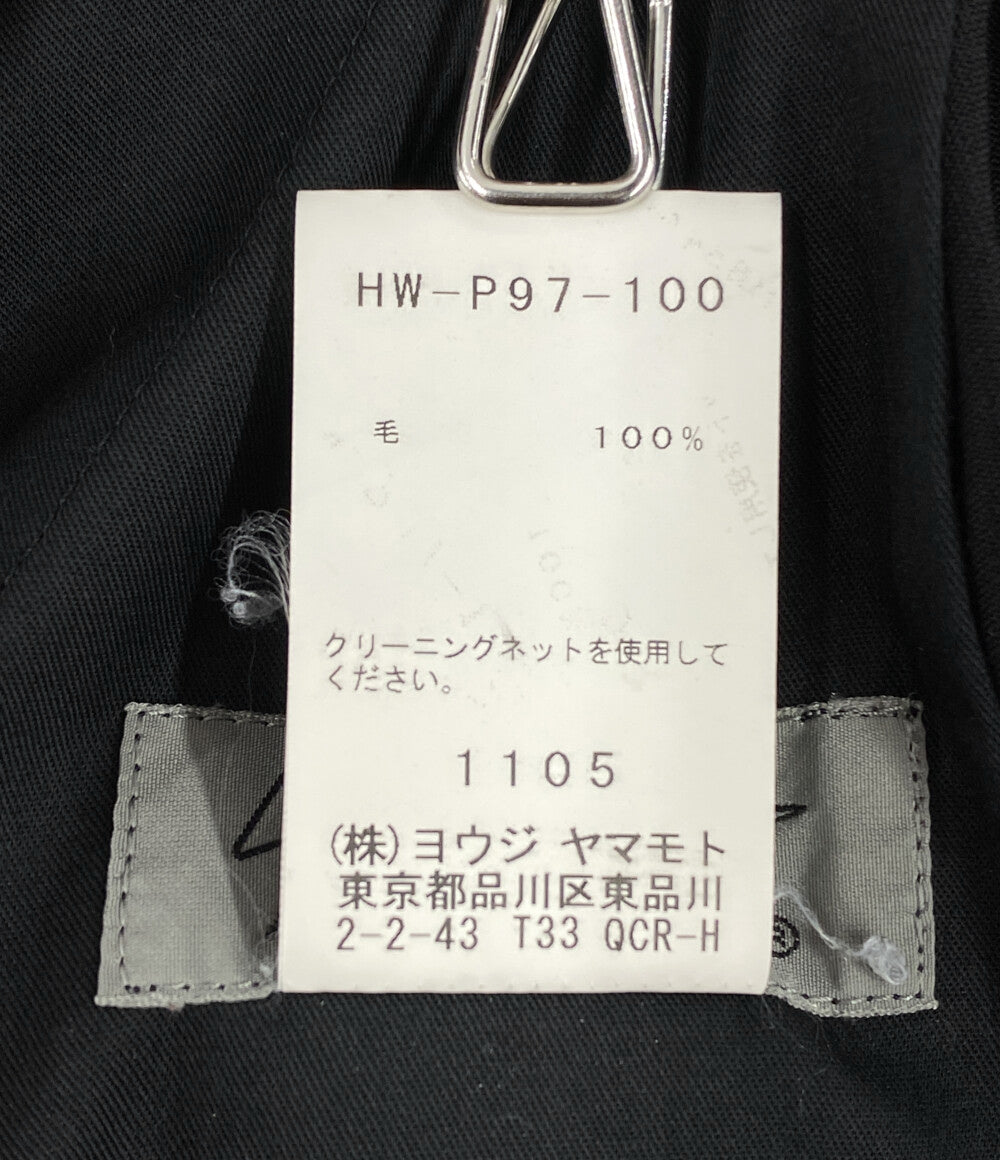 HW-P97-100
毛 100%
クリーニングネットを使用して
ください。
1105
(株)ヨウジ ヤマモト
東京都品川区東品川
2-2-43 T33 QCR-H
®